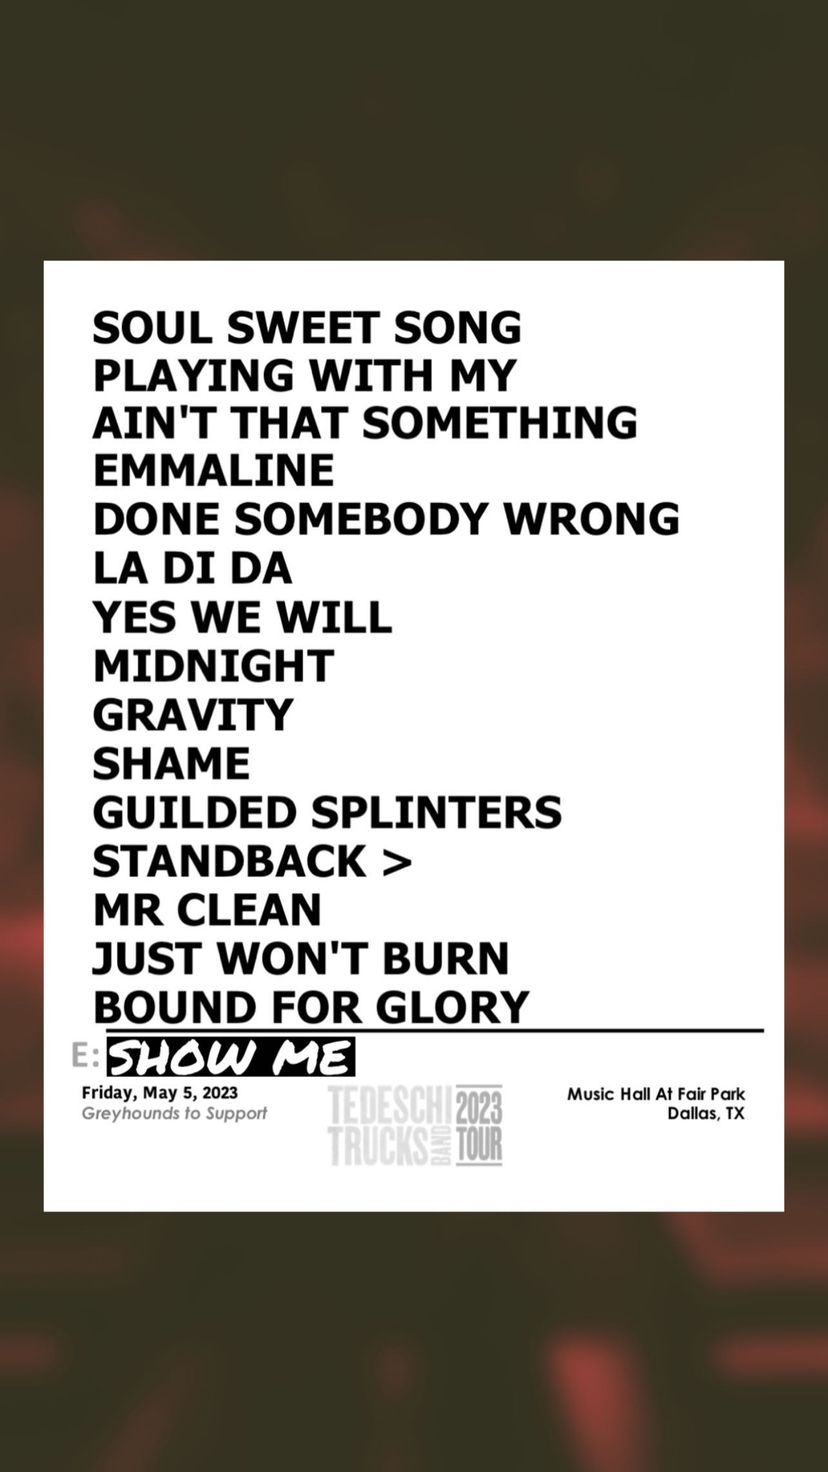 SOUL SWEET SONG
PLAYING WITH MY
AIN'T THAT SOMETHING
EMMALINE
DONE SOMEBODY WRONG
LA DI DA
YES WE WILL
MIDNIGHT
GRAVITY
SHAME
GUILDED SPLINTERS
STANDBACK >
MR CLEAN
JUST WON'T BURN
BOUND FOR GLORY
E: SHOW ME
Friday, May 5, 2023
Greyhounds to Support
TEDESCHI
TRUCKS BAND
2023
TOUR
Music Hall At Fair Park
Dallas, TX